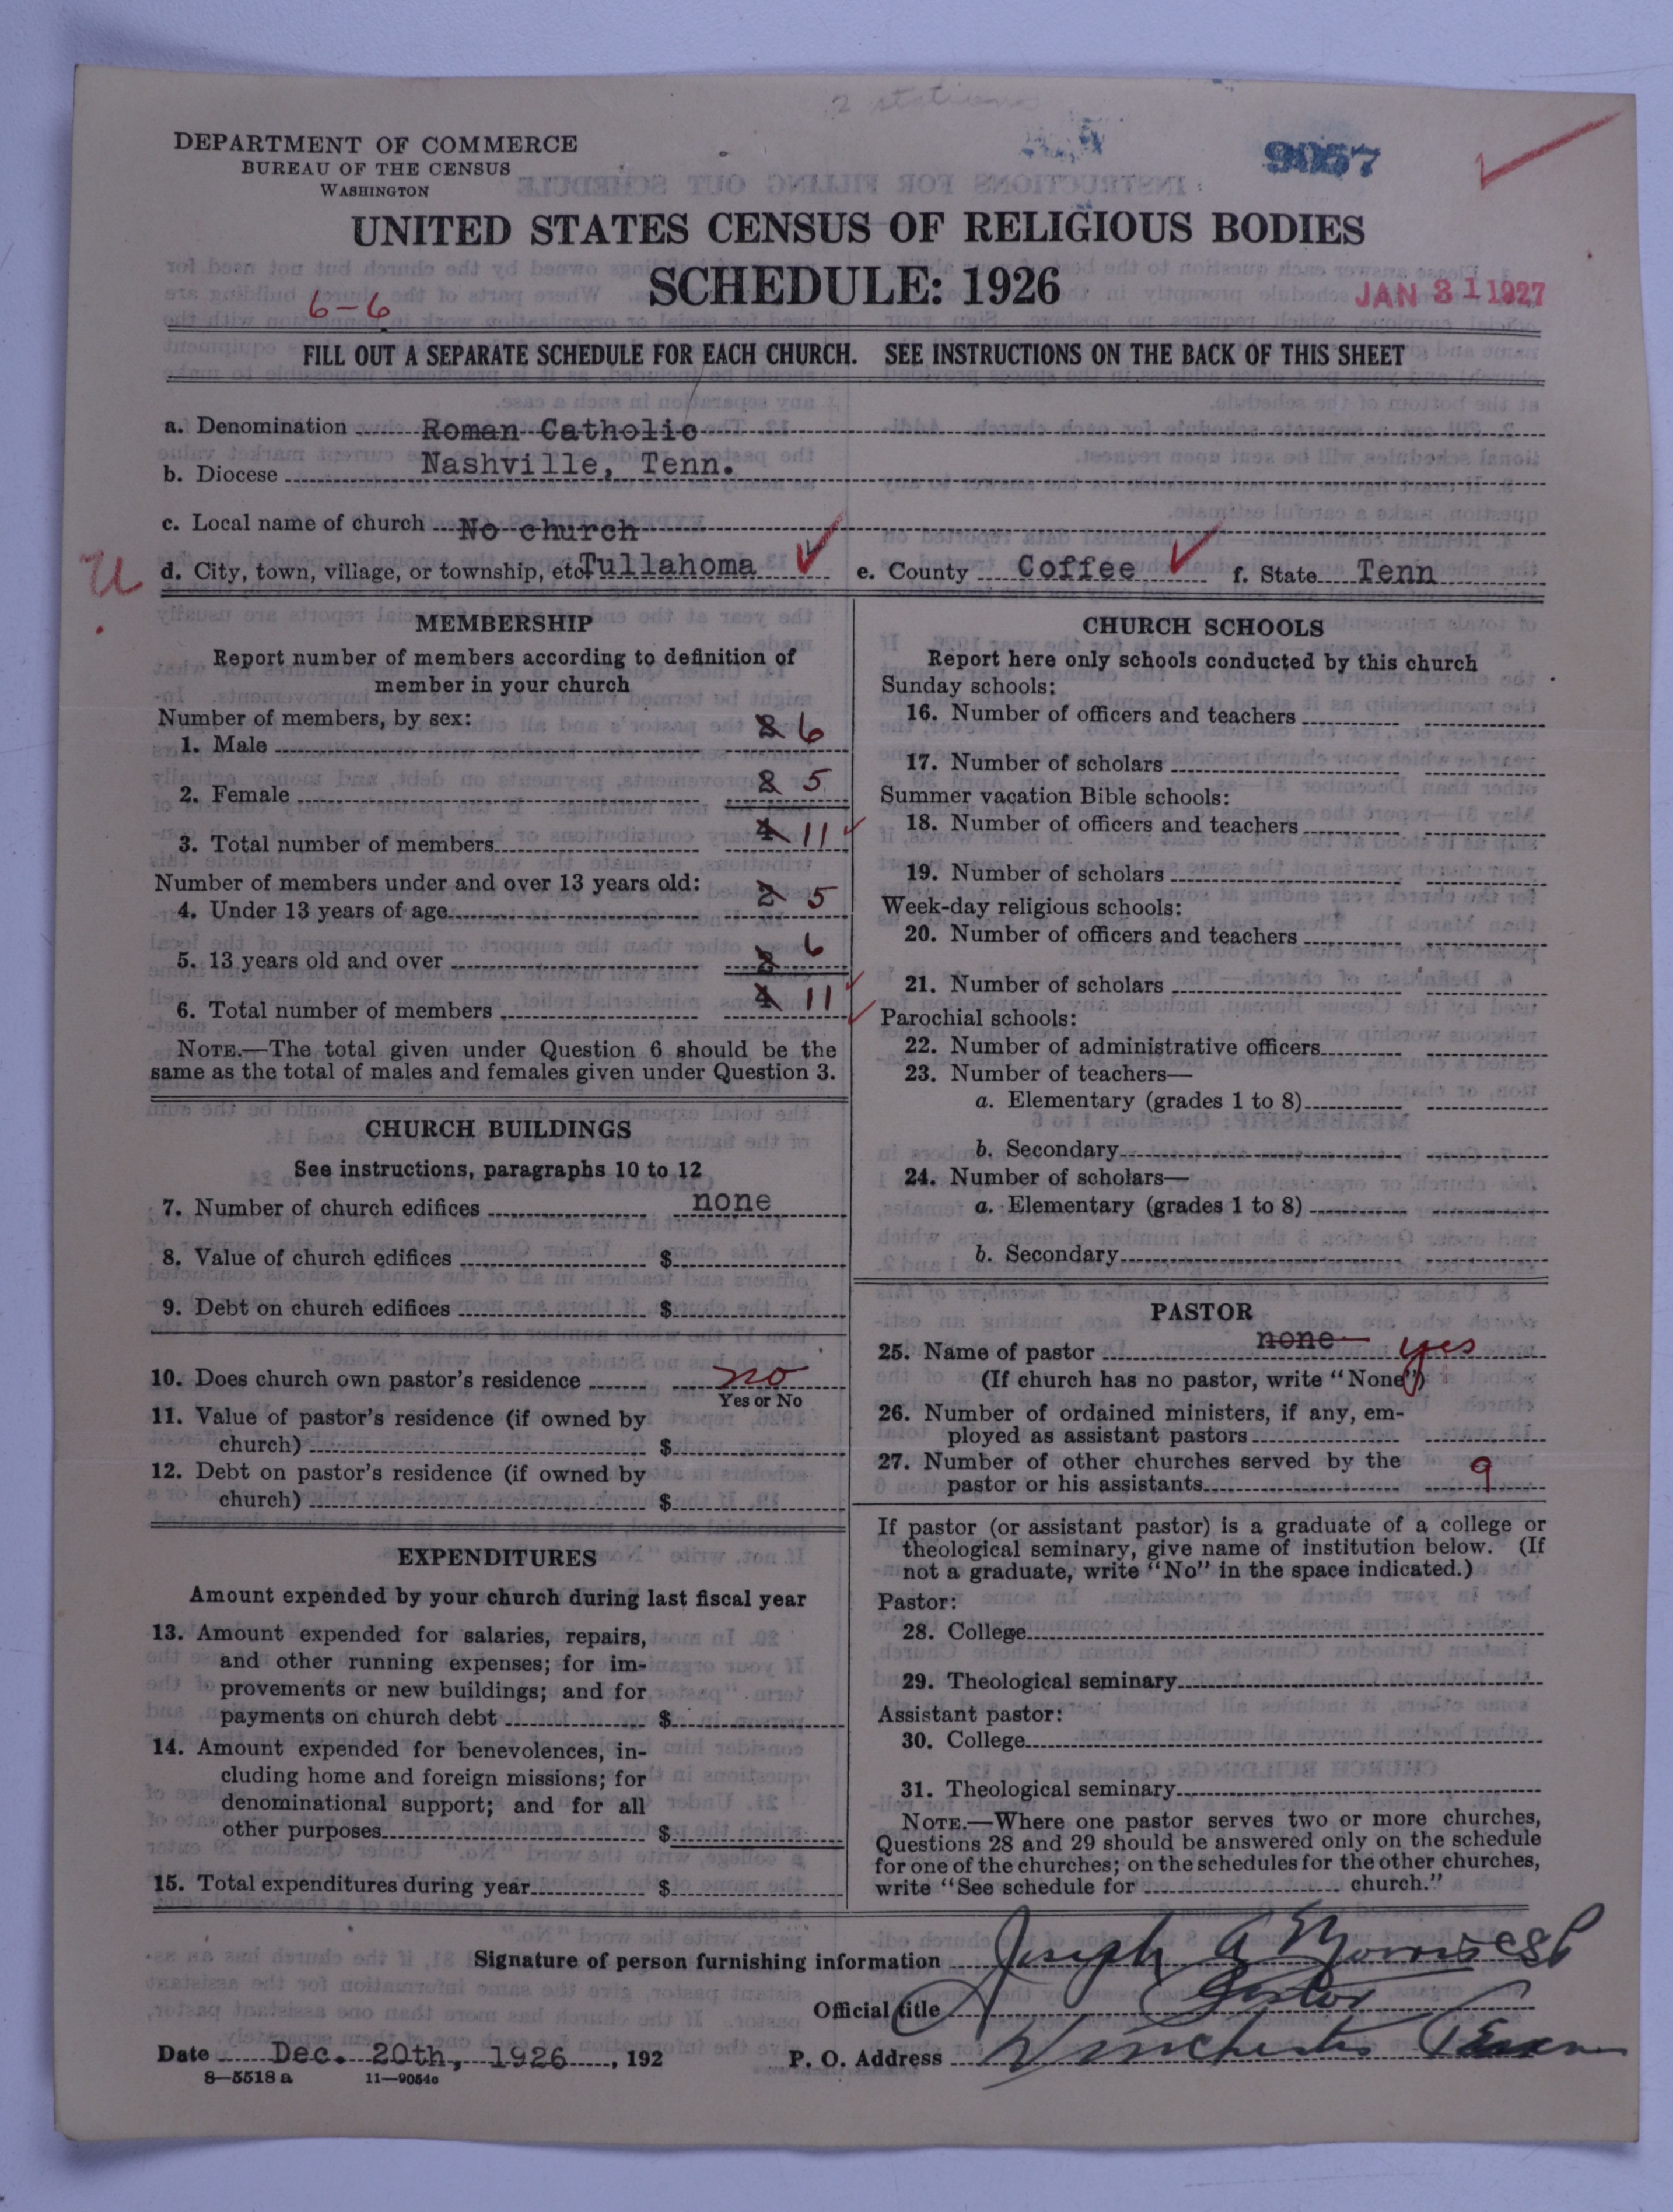 2 stations
DEPARTMENT OF COMMERCE
BUREAU OF THE CENSUS
WASHINGTON
9057
UNITED STATES CENSUS OF RELIGIOUS BODIES
SCHEDULE: 1926
6-6
JAN 31 1927
FILL OUT A SEPARATE SCHEDULE FOR EACH CHURCH. SEE INSTRUCTIONS ON THE BACK OF THIS SHEET
a. Denomination Roman Catholic
b. Diocese Nashville, Tenn.
c. Local name of church No church
U d. City, town, village, or township, etc. Tullahoma ✓ e. County Coffee ✓ f. State Tenn
MEMBERSHIP
Report number of members according to definition of
member in your church
Number of members, by sex:
1. Male 2 6
2. Female 2 5
3. Total number of members 4 11 ✓
Number of members under and over 13 years old:
4. Under 13 years of age 2 5
5. 13 years old and over 2 6
6. Total number of members 4 11 ✓
NOTE.—The total given under Question 6 should be the
same as the total of males and females given under Question 3.
CHURCH BUILDINGS
See instructions, paragraphs 10 to 12
7. Number of church edifices none
8. Value of church edifices $
9. Debt on church edifices $
10. Does church own pastor's residence no
Yes or No
11. Value of pastor's residence (if owned by
church) $
12. Debt on pastor's residence (if owned by
church) $
EXPENDITURES
Amount expended by your church during last fiscal year
13. Amount expended for salaries, repairs,
and other running expenses; for im-
provements or new buildings; and for
payments on church debt $
14. Amount expended for benevolences, in-
cluding home and foreign missions; for
denominational support; and for all
other purposes $
15. Total expenditures during year $
CHURCH SCHOOLS
Report here only schools conducted by this church
Sunday schools:
16. Number of officers and teachers
17. Number of scholars
Summer vacation Bible schools:
18. Number of officers and teachers
19. Number of scholars
Week-day religious schools:
20. Number of officers and teachers
21. Number of scholars
Parochial schools:
22. Number of administrative officers
23. Number of teachers—
a. Elementary (grades 1 to 8)
b. Secondary
24. Number of scholars—
a. Elementary (grades 1 to 8)
b. Secondary
PASTOR
25. Name of pastor none yes
(If church has no pastor, write "None")
26. Number of ordained ministers, if any, em-
ployed as assistant pastors
27. Number of other churches served by the
pastor or his assistants 9
If pastor (or assistant pastor) is a graduate of a college or
theological seminary, give name of institution below. (If
not a graduate, write "No" in the space indicated.)
Pastor:
28. College
29. Theological seminary
Assistant pastor:
30. College
31. Theological seminary
NOTE.—Where one pastor serves two or more churches,
Questions 28 and 29 should be answered only on the schedule
for one of the churches; on the schedules for the other churches,
write "See schedule for church."
Signature of person furnishing information Joseph A Morris CSP
Official title Pastor
Date Dec. 20th, 1926, 192 P. O. Address Winchester Tenn
8—5518 a 11—9054c